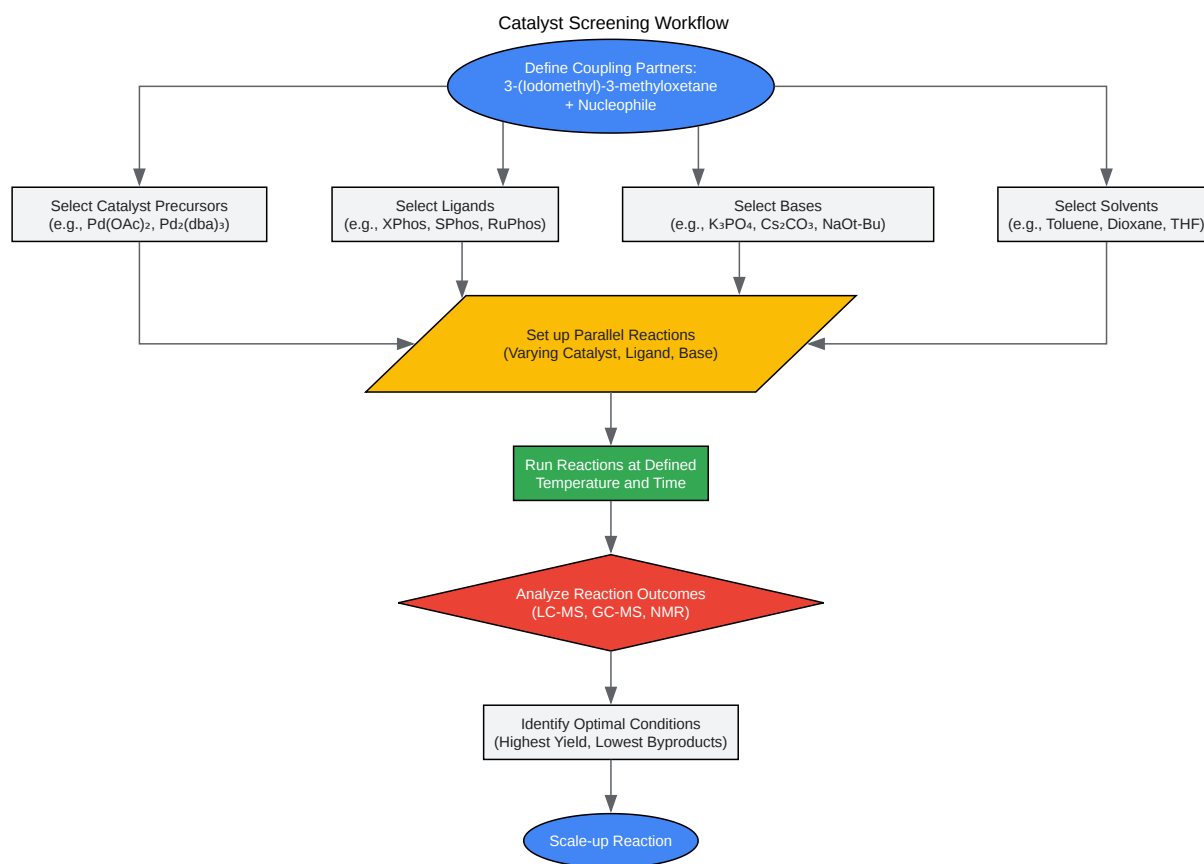 Catalyst Screening Workflow
Define Coupling Partners:
3-(Iodomethyl)-3-methyloxetane
+ Nucleophile
Select Catalyst Precursors
(e.g., Pd(OAc)₂, Pd₂(dba)₃)
Select Ligands
(e.g., XPhos, SPhos, RuPhos)
Select Bases
(e.g., K₃PO₄, Cs₂CO₃, NaOt-Bu)
Select Solvents
(e.g., Toluene, Dioxane, THF)
Set up Parallel Reactions
(Varying Catalyst, Ligand, Base)
Run Reactions at Defined
Temperature and Time
Analyze Reaction Outcomes
(LC-MS, GC-MS, NMR)
Identify Optimal Conditions
(Highest Yield, Lowest Byproducts)
Scale-up Reaction